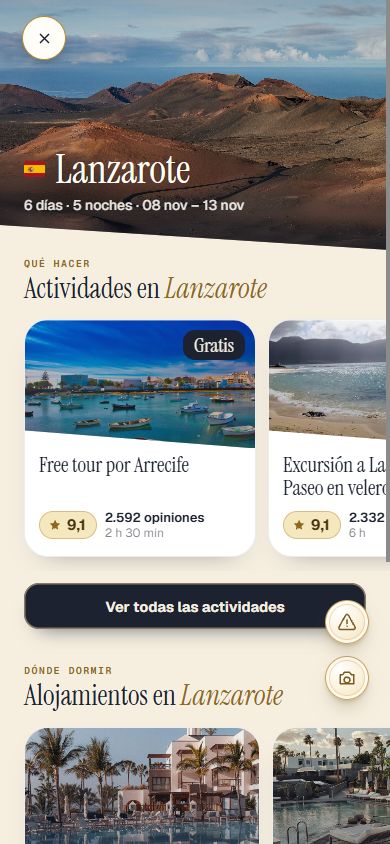 Lanzarote
6 días · 5 noches · 08 nov – 13 nov
QUÉ HACER
Actividades en Lanzarote
Gratis
Free tour por Arrecife
9,1
2.592 opiniones
2 h 30 min
Excursión a La
Paseo en velero
9,1
2.332
6 h
Ver todas las actividades
DÓNDE DORMIR
Alojamientos en Lanzarote